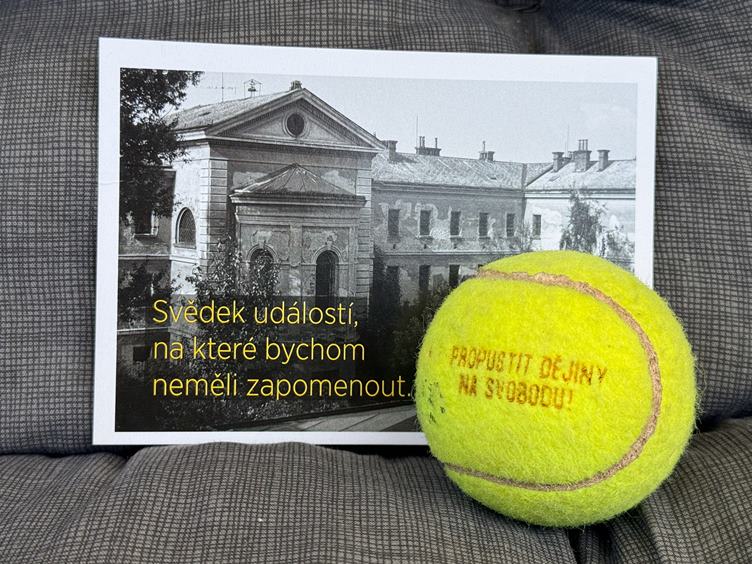 Svědek událostí,
na které bychom
neměli zapomenout.
PROPUSTIT DĚJINY
NA SVOBODU!